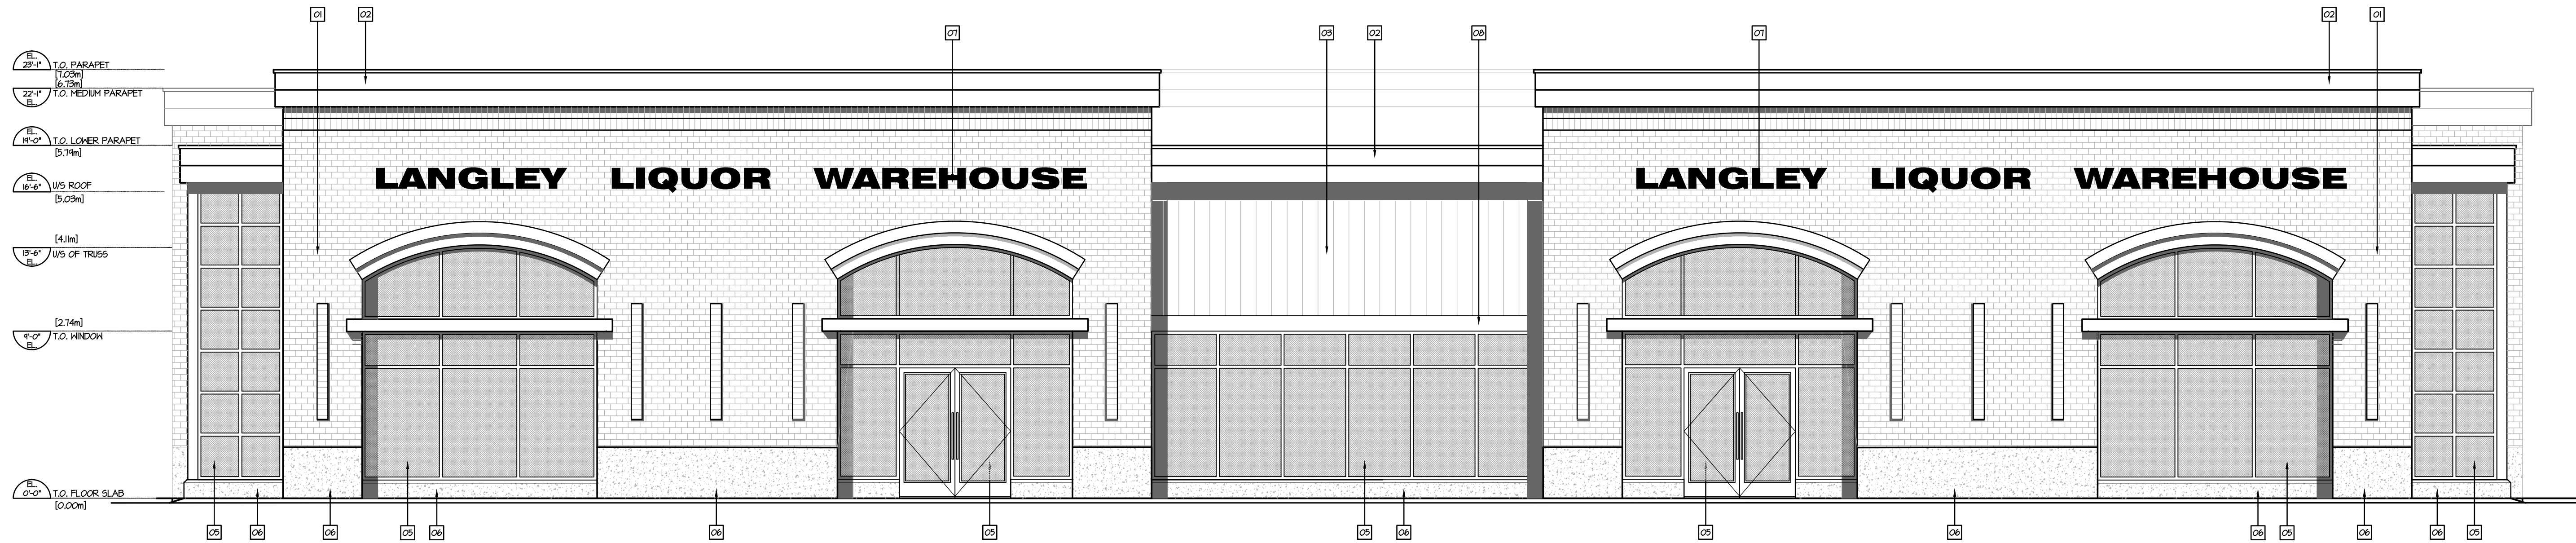 01 02 02 01
07 03 02 08 07
EL.
23'-1" T.O. PARAPET
[7.03m]
[6.73m]
22'-1" T.O. MEDIUM PARAPET
EL.
EL.
19'-0" T.O. LOWER PARAPET
[5.79m]
LANGLEY LIQUOR WAREHOUSE LANGLEY LIQUOR WAREHOUSE
EL.
16'-6" U/S ROOF
[5.03m]
[4.11m]
13'-6" U/S OF TRUSS
EL.
[2.74m]
9'-0" T.O. WINDOW
EL.
EL.
0'-0" T.O. FLOOR SLAB
[0.00m]
05 06 06 05 06 06 05 05 06 05 06 06 05 06 06 05